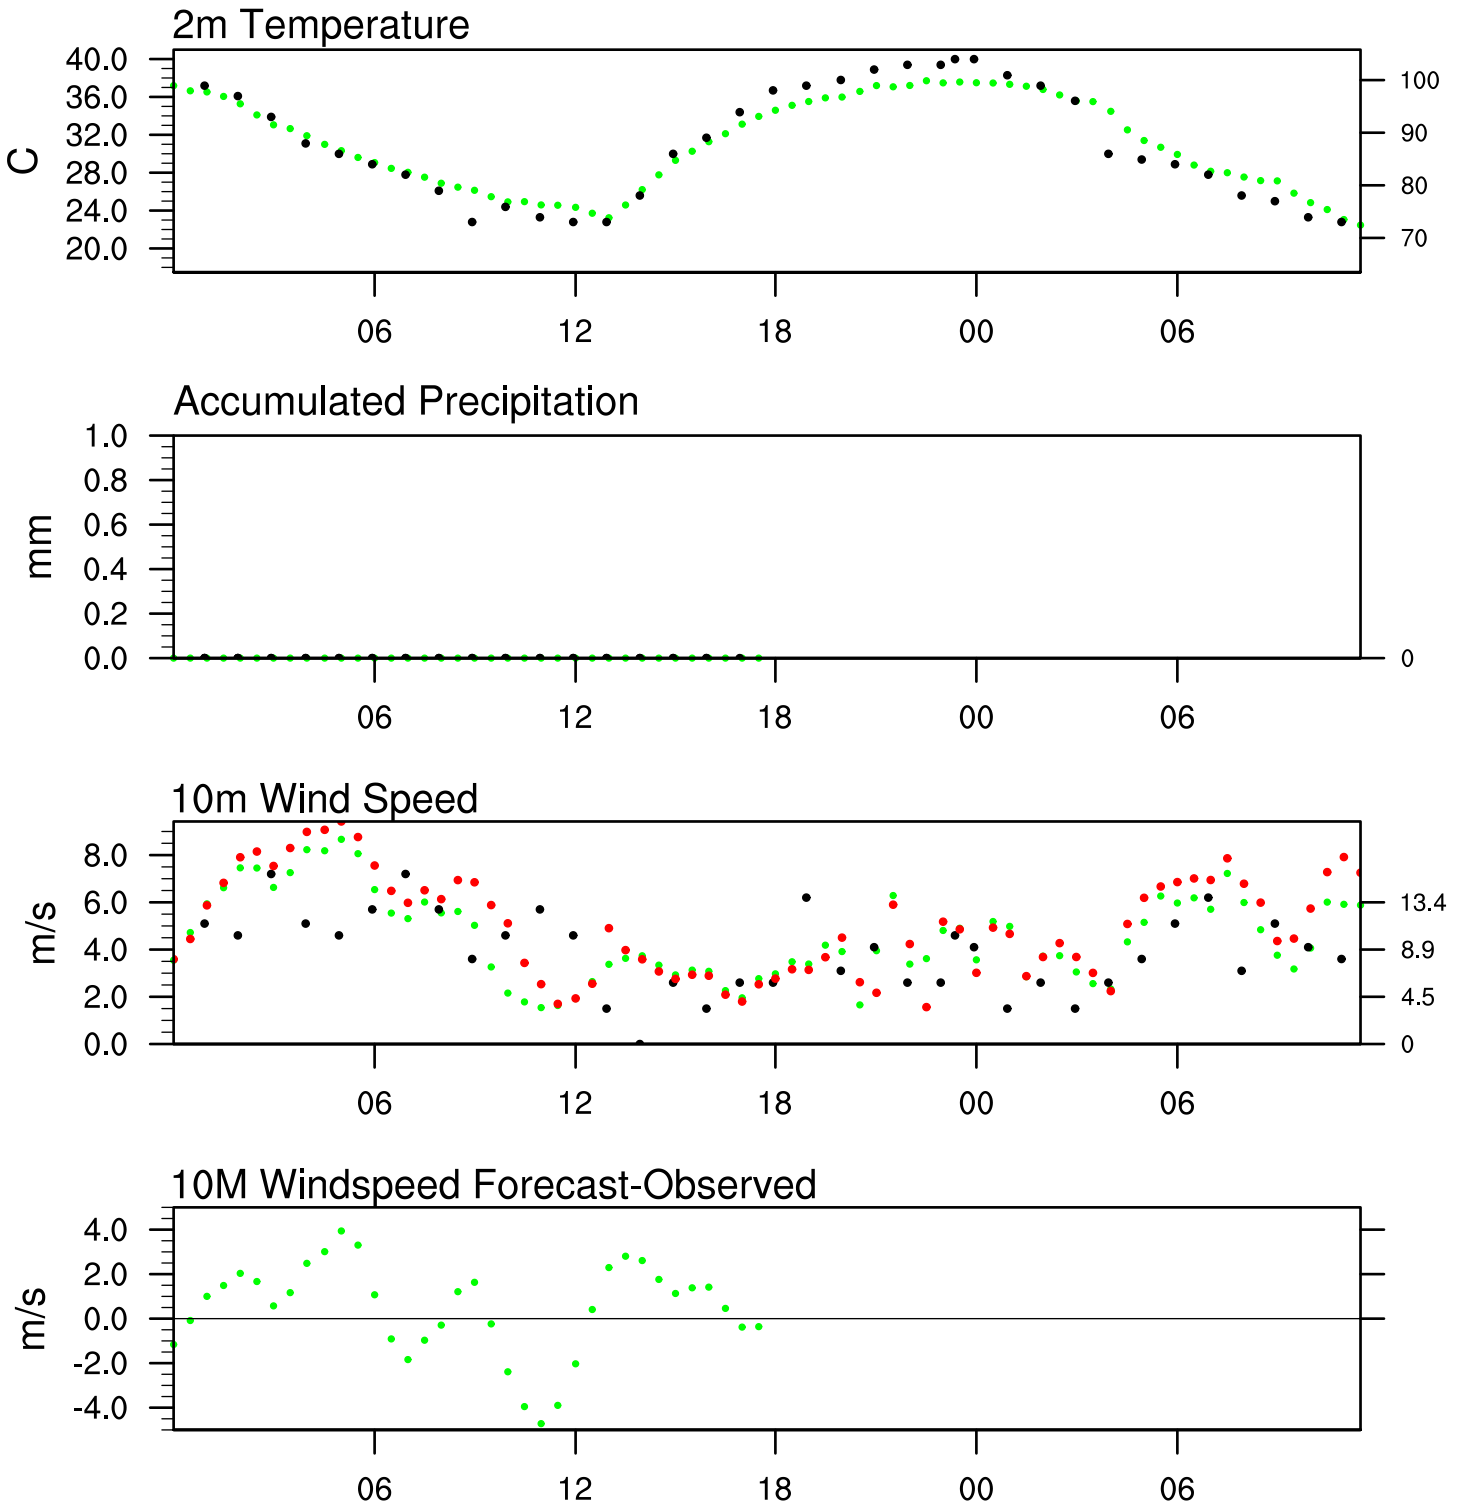 2m Temperature
40.0
36.0
32.0
28.0
24.0
20.0
C
100
90
80
70
06 12 18 00 06
Accumulated Precipitation
1.0
0.8
0.6
0.4
0.2
0.0
mm
0
06 12 18 00 06
10m Wind Speed
8.0
6.0
4.0
2.0
0.0
m/s
13.4
8.9
4.5
0
06 12 18 00 06
10M Windspeed Forecast-Observed
4.0
2.0
0.0
-2.0
-4.0
m/s
06 12 18 00 06